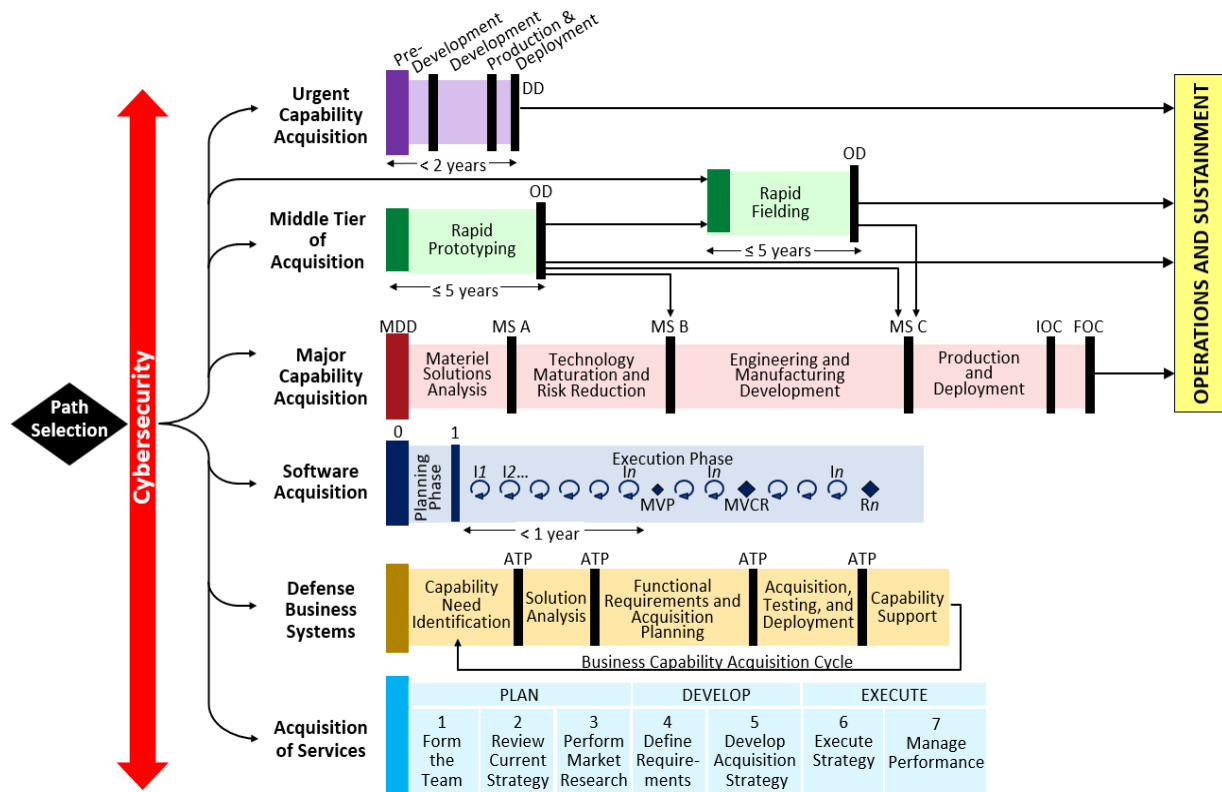 Pre-
Development
Development
Production &
Deployment
Urgent
Capability
Acquisition
DD
< 2 years
OD
Rapid
Fielding
≤ 5 years
OD
Middle Tier
of
Acquisition
Rapid
Prototyping
≤ 5 years
OPERATIONS AND SUSTAINMENT
Cybersecurity
Path
Selection
MDD
MS A
MS B
MS C
IOC
FOC
Major
Capability
Acquisition
Materiel
Solutions
Analysis
Technology
Maturation and
Risk Reduction
Engineering and
Manufacturing
Development
Production
and
Deployment
0
1
Software
Acquisition
Planning
Phase
Execution Phase
I1
I2...
In
In
In
MVP
MVCR
Rn
< 1 year
ATP
ATP
ATP
ATP
Defense
Business
Systems
Capability
Need
Identification
Solution
Analysis
Functional
Requirements and
Acquisition
Planning
Acquisition,
Testing, and
Deployment
Capability
Support
Business Capability Acquisition Cycle
Acquisition
of Services
PLAN
DEVELOP
EXECUTE
1
Form
the
Team
2
Review
Current
Strategy
3
Perform
Market
Research
4
Define
Require-
ments
5
Develop
Acquisition
Strategy
6
Execute
Strategy
7
Manage
Performance